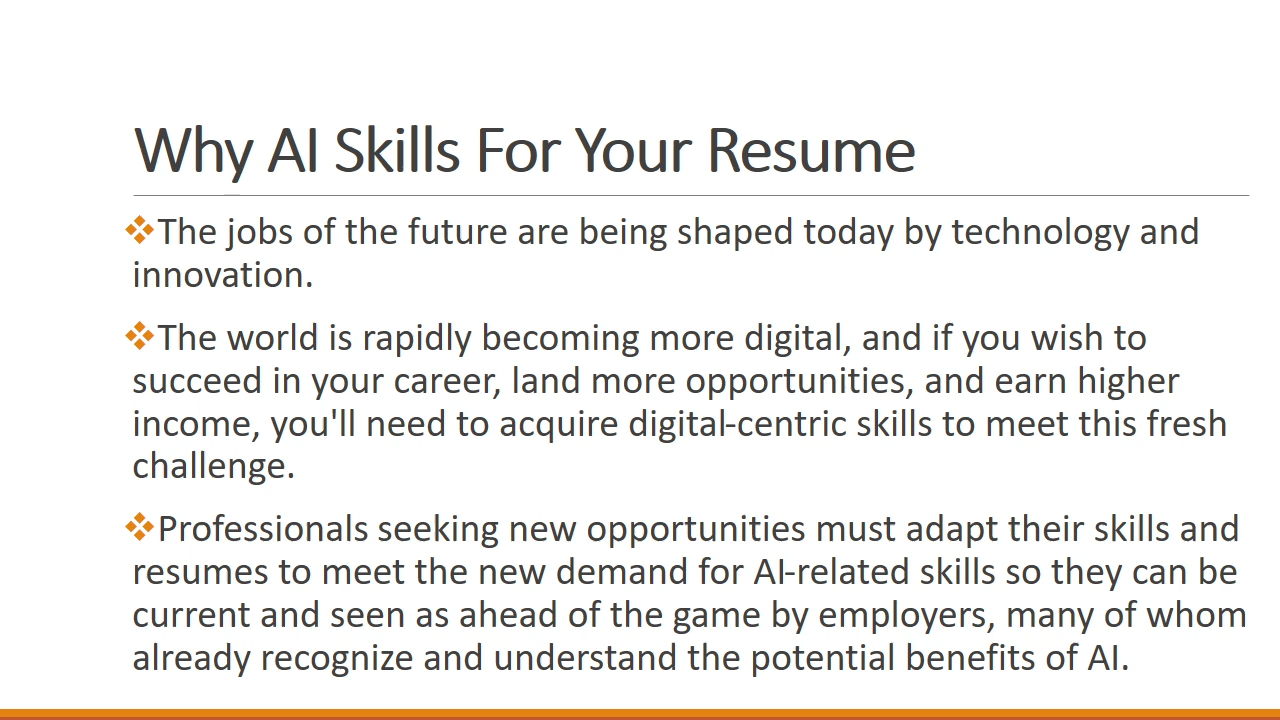 Why AI Skills For Your Resume
❖The jobs of the future are being shaped today by technology and
innovation.
❖The world is rapidly becoming more digital, and if you wish to
succeed in your career, land more opportunities, and earn higher
income, you'll need to acquire digital-centric skills to meet this fresh
challenge.
❖Professionals seeking new opportunities must adapt their skills and
resumes to meet the new demand for AI-related skills so they can be
current and seen as ahead of the game by employers, many of whom
already recognize and understand the potential benefits of AI.